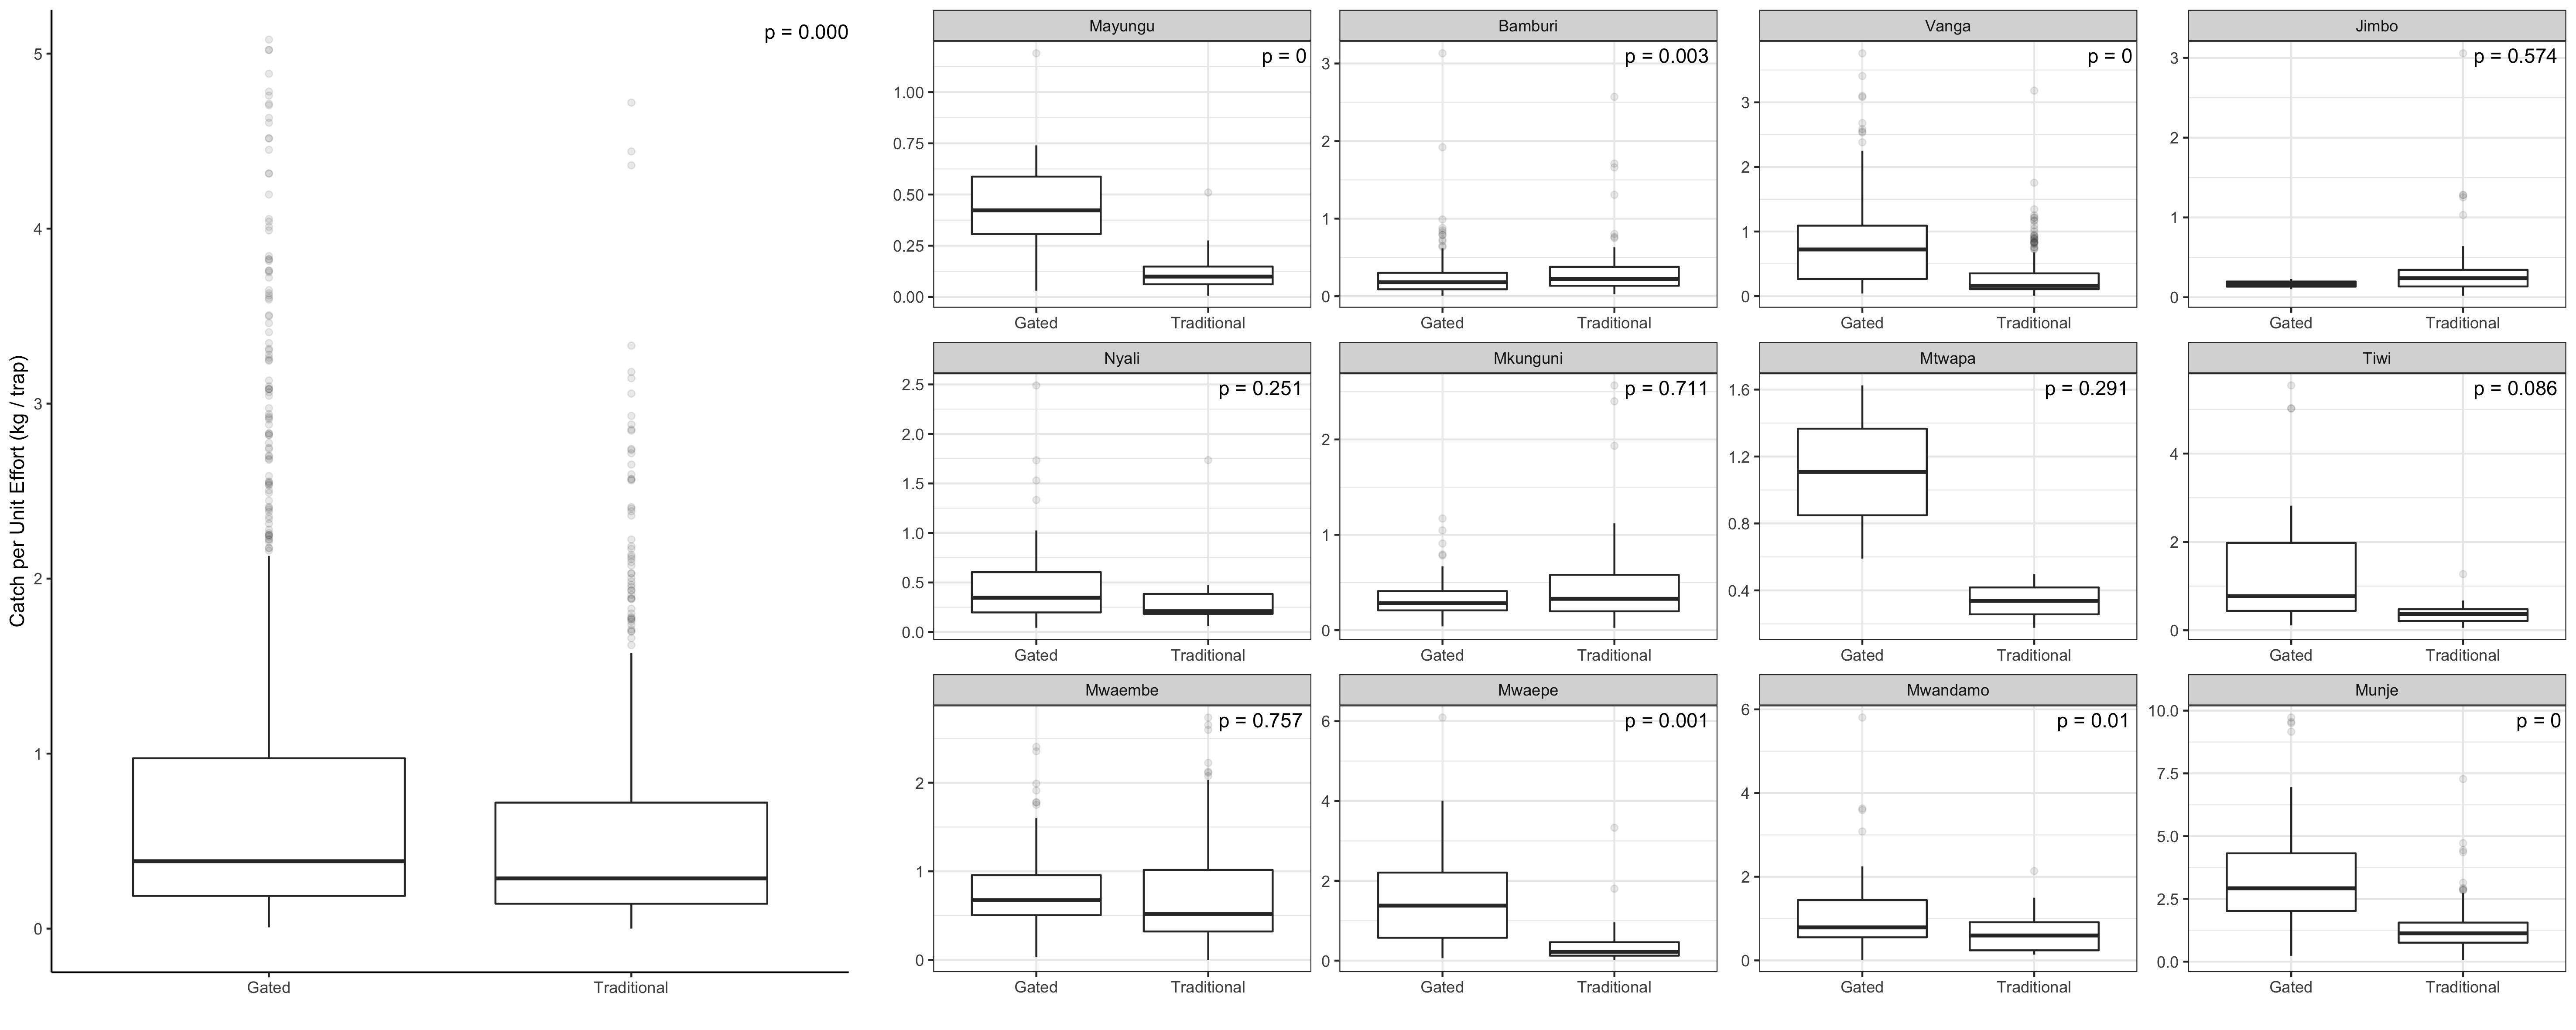 Catch per Unit Effort (kg / trap)
p = 0.000
5
4
3
2
1
0
Gated Traditional
Mayungu
p = 0
1.00
0.75
0.50
0.25
0.00
Gated Traditional
Bamburi
p = 0.003
3
2
1
0
Gated Traditional
Vanga
p = 0
3
2
1
0
Gated Traditional
Jimbo
p = 0.574
3
2
1
0
Gated Traditional
Nyali
p = 0.251
2.5
2.0
1.5
1.0
0.5
0.0
Gated Traditional
Mkunguni
p = 0.711
2
1
0
Gated Traditional
Mtwapa
p = 0.291
1.6
1.2
0.8
0.4
Gated Traditional
Tiwi
p = 0.086
4
2
0
Gated Traditional
Mwaembe
p = 0.757
2
1
0
Gated Traditional
Mwaepe
p = 0.001
6
4
2
0
Gated Traditional
Mwandamo
p = 0.01
6
4
2
0
Gated Traditional
Munje
p = 0
10.0
7.5
5.0
2.5
0.0
Gated Traditional